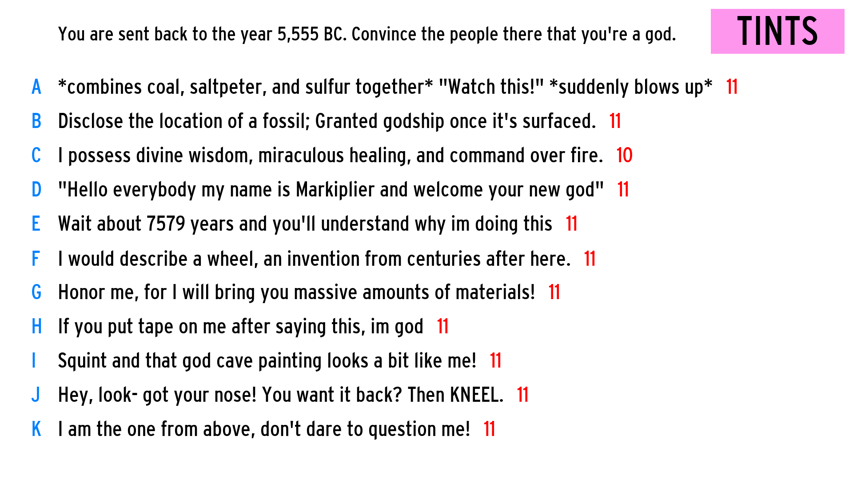 You are sent back to the year 5,555 BC. Convince the people there that you're a god.
TINTS
A *combines coal, saltpeter, and sulfur together* "Watch this!" *suddenly blows up* 11
B Disclose the location of a fossil; Granted godship once it's surfaced. 11
C I possess divine wisdom, miraculous healing, and command over fire. 10
D "Hello everybody my name is Markiplier and welcome your new god" 11
E Wait about 7579 years and you'll understand why im doing this 11
F I would describe a wheel, an invention from centuries after here. 11
G Honor me, for I will bring you massive amounts of materials! 11
H If you put tape on me after saying this, im god 11
I Squint and that god cave painting looks a bit like me! 11
J Hey, look- got your nose! You want it back? Then KNEEL. 11
K I am the one from above, don't dare to question me! 11